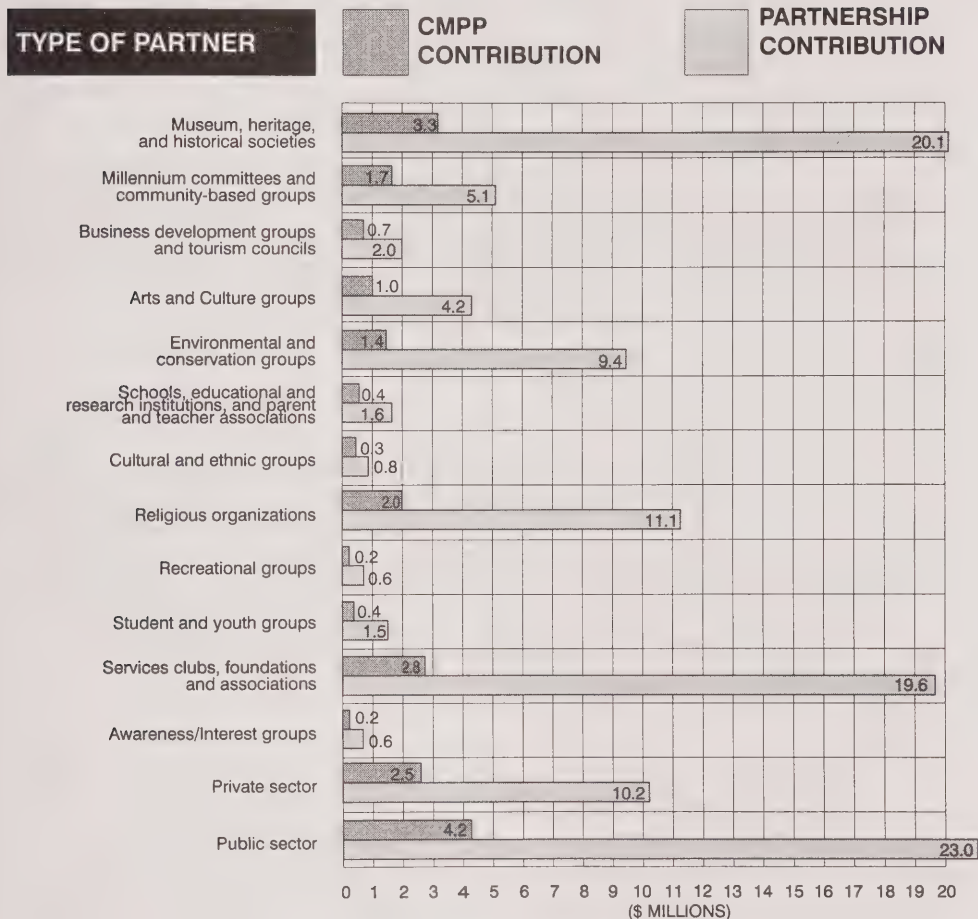 TYPE OF PARTNER
CMPP
CONTRIBUTION
PARTNERSHIP
CONTRIBUTION
Museum, heritage,
and historical societies
3.3
20.1
Millennium committees and
community-based groups
1.7
5.1
Business development groups
and tourism councils
0.7
2.0
Arts and Culture groups
1.0
4.2
Environmental and
conservation groups
1.4
9.4
Schools, educational and
research institutions, and parent
and teacher associations
0.4
1.6
Cultural and ethnic groups
0.3
0.8
Religious organizations
2.0
11.1
Recreational groups
0.2
0.6
Student and youth groups
0.4
1.5
Services clubs, foundations
and associations
2.8
19.6
Awareness/Interest groups
0.2
0.6
Private sector
2.5
10.2
Public sector
4.2
23.0
0 1 2 3 4 5 6 7 8 9 10 11 12 13 14 15 16 17 18 19 20
($ MILLIONS)